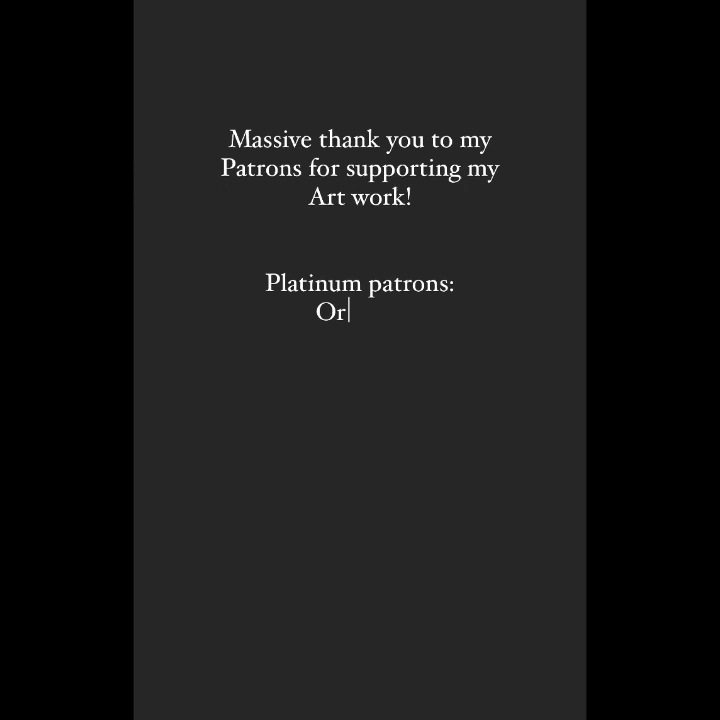 Massive thank you to my
Patrons for supporting my
Art work!
Platinum patrons:
Or